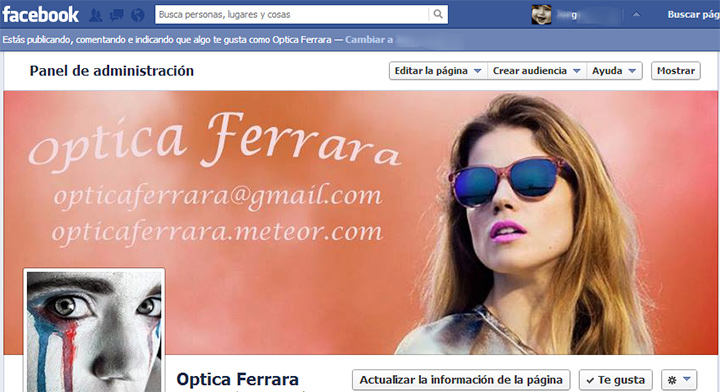 facebook
Busca personas, lugares y cosas
Buscar pág
Estás publicando, comentando e indicando que algo te gusta como Optica Ferrara — Cambiar a
Panel de administración
Editar la página
Crear audiencia
Ayuda
Mostrar
Optica Ferrara
opticaferrara@gmail.com
opticaferrara.meteor.com
Optica Ferrara
Actualizar la información de la página
Te gusta